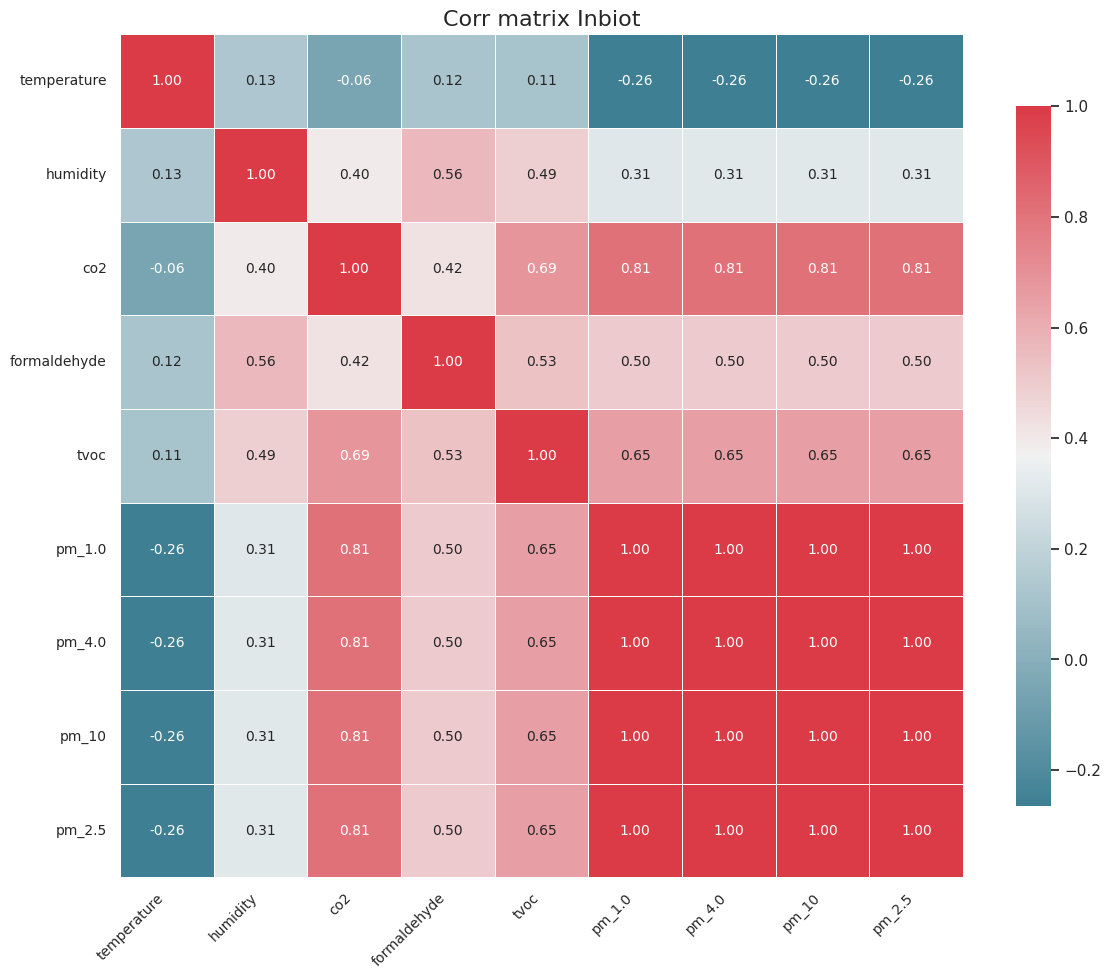 Corr matrix Inbiot
temperature 1.00 0.13 -0.06 0.12 0.11 -0.26 -0.26 -0.26 -0.26
humidity 0.13 1.00 0.40 0.56 0.49 0.31 0.31 0.31 0.31
co2 -0.06 0.40 1.00 0.42 0.69 0.81 0.81 0.81 0.81
formaldehyde 0.12 0.56 0.42 1.00 0.53 0.50 0.50 0.50 0.50
tvoc 0.11 0.49 0.69 0.53 1.00 0.65 0.65 0.65 0.65
pm_1.0 -0.26 0.31 0.81 0.50 0.65 1.00 1.00 1.00 1.00
pm_4.0 -0.26 0.31 0.81 0.50 0.65 1.00 1.00 1.00 1.00
pm_10 -0.26 0.31 0.81 0.50 0.65 1.00 1.00 1.00 1.00
pm_2.5 -0.26 0.31 0.81 0.50 0.65 1.00 1.00 1.00 1.00
temperature humidity co2 formaldehyde tvoc pm_1.0 pm_4.0 pm_10 pm_2.5
1.0
0.8
0.6
0.4
0.2
0.0
−0.2